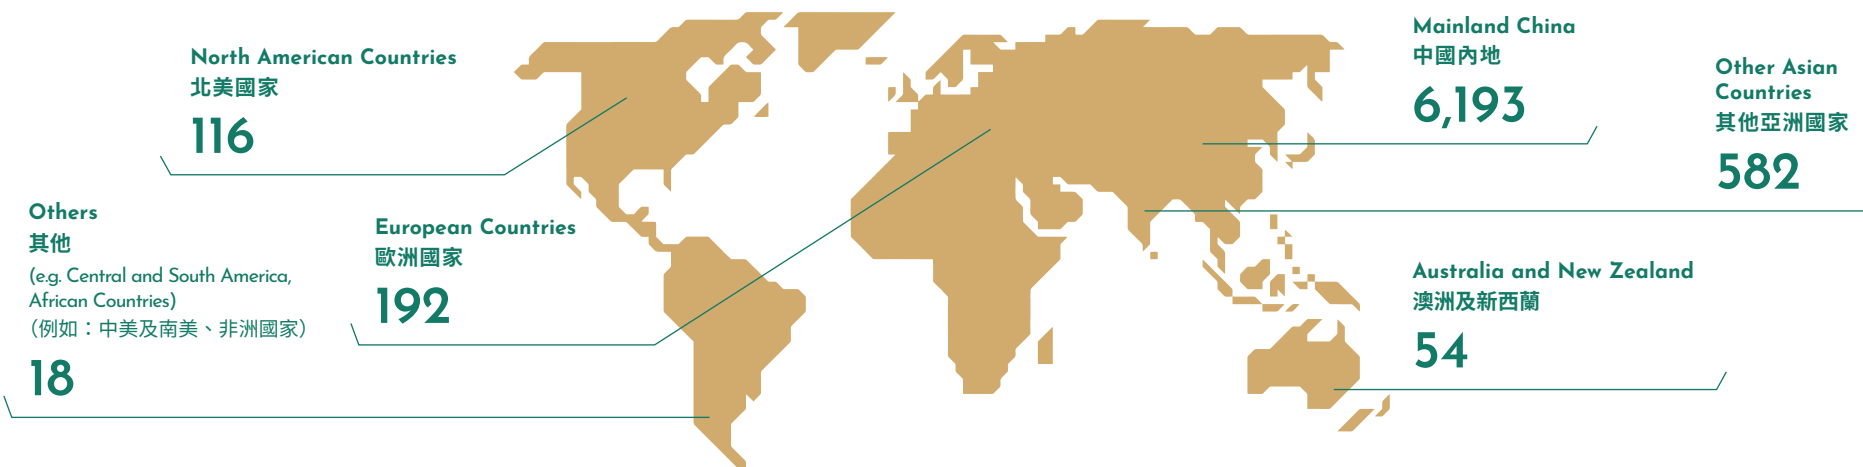 North American Countries
北美國家
116
Others
其他
(e.g. Central and South America,
African Countries)
（例如：中美及南美、非洲國家）
18
European Countries
歐洲國家
192
Mainland China
中國內地
6,193
Other Asian
Countries
其他亞洲國家
582
Australia and New Zealand
澳洲及新西蘭
54